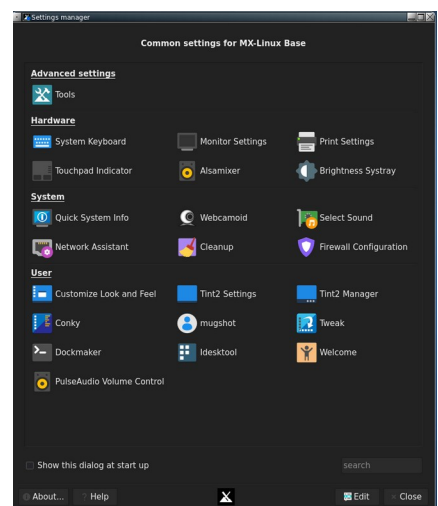 Settings manager
Common settings for MX-Linux Base
Advanced settings
Tools
Hardware
System Keyboard Monitor Settings Print Settings
Touchpad Indicator Alsamixer Brightness Systray
System
Quick System Info Webcamoid Select Sound
Network Assistant Cleanup Firewall Configuration
User
Customize Look and Feel Tint2 Settings Tint2 Manager
Conky mugshot Tweak
Dockmaker Idesktool Welcome
PulseAudio Volume Control
Show this dialog at start up search
About... ? Help Edit Close